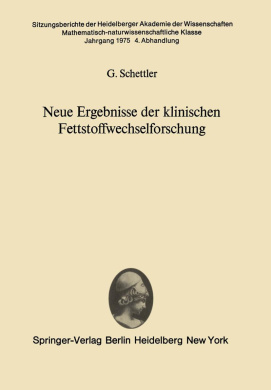 Sitzungsberichte der Heidelberger Akademie der Wissenschaften
Mathematisch-naturwissenschaftliche Klasse
Jahrgang 1975 4. Abhandlung
G. Schettler
Neue Ergebnisse der klinischen
Fettstoffwechselforschung
Springer-Verlag Berlin Heidelberg New York